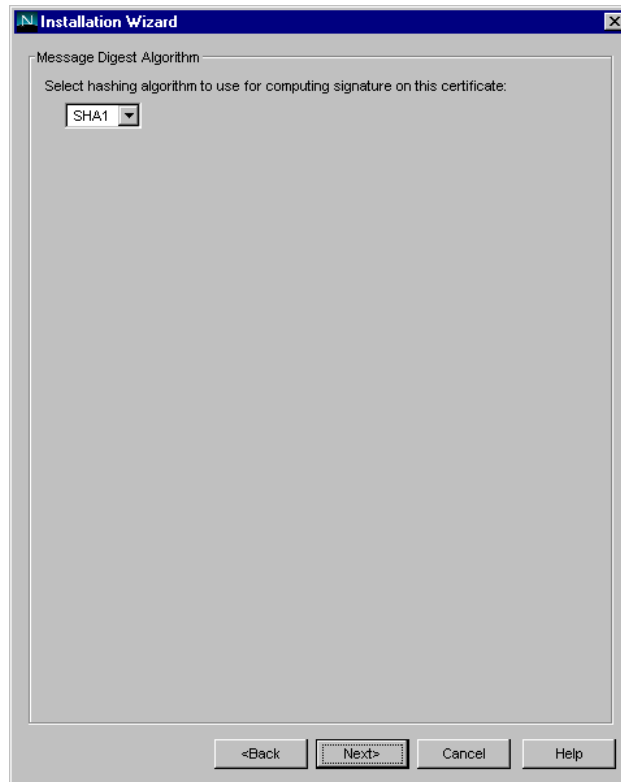 N Installation Wizard
Message Digest Algorithm
Select hashing algorithm to use for computing signature on this certificate:
SHA1
<Back Next> Cancel Help